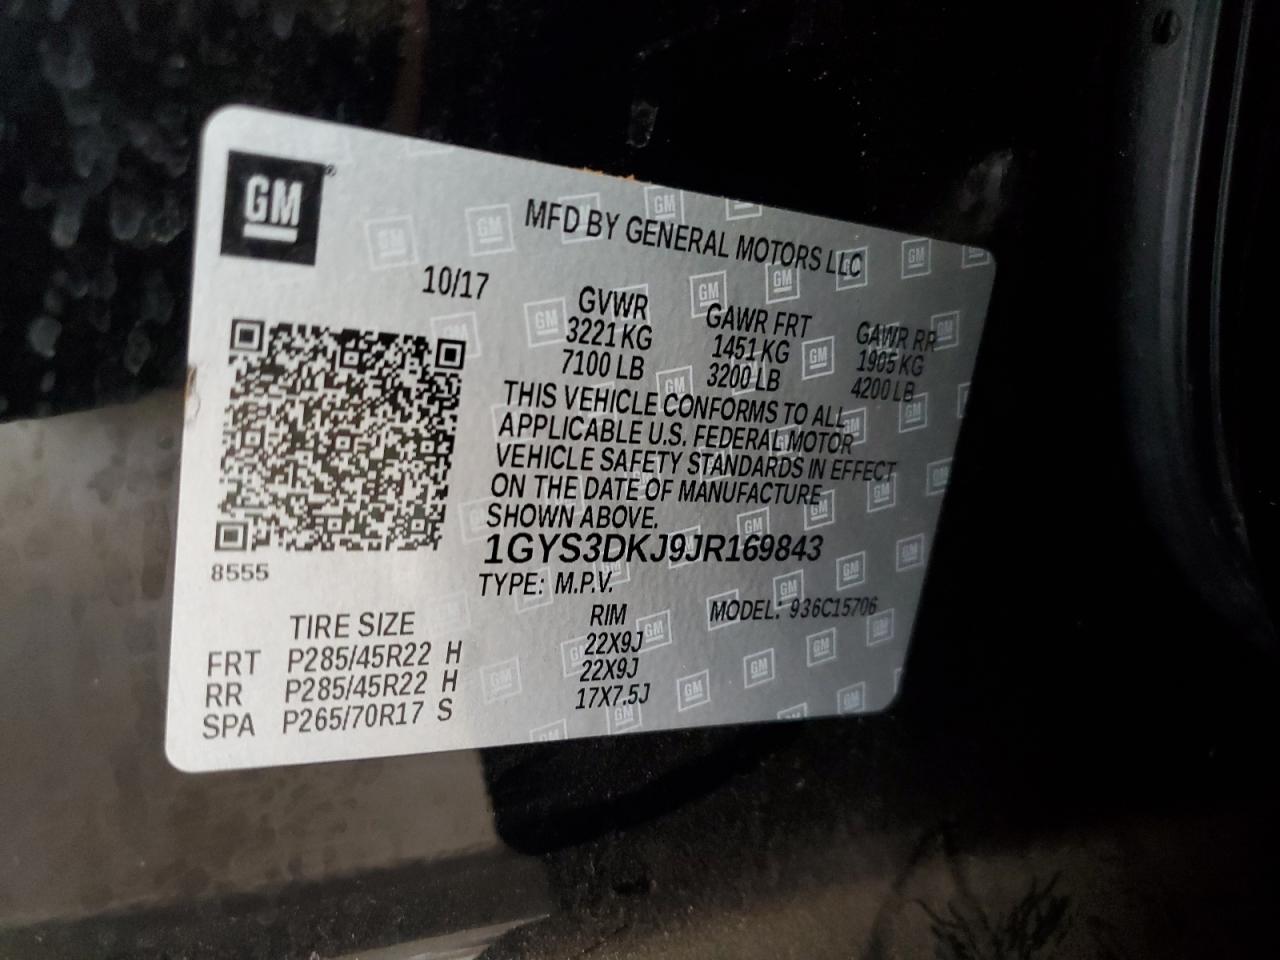 GM
MFD BY GENERAL MOTORS LLC
10/17
GVWR GAWR FRT GAWR RR
3221 KG 1451 KG 1905 KG
7100 LB 3200 LB 4200 LB
THIS VEHICLE CONFORMS TO ALL
APPLICABLE U.S. FEDERAL MOTOR
VEHICLE SAFETY STANDARDS IN EFFECT
ON THE DATE OF MANUFACTURE
SHOWN ABOVE.
1GYS3DKJ9JR169843
8555
TYPE: M.P.V. MODEL: 936C15706
TIRE SIZE RIM
FRT P285/45R22 H 22X9J
RR P285/45R22 H 22X9J
SPA P265/70R17 S 17X7.5J